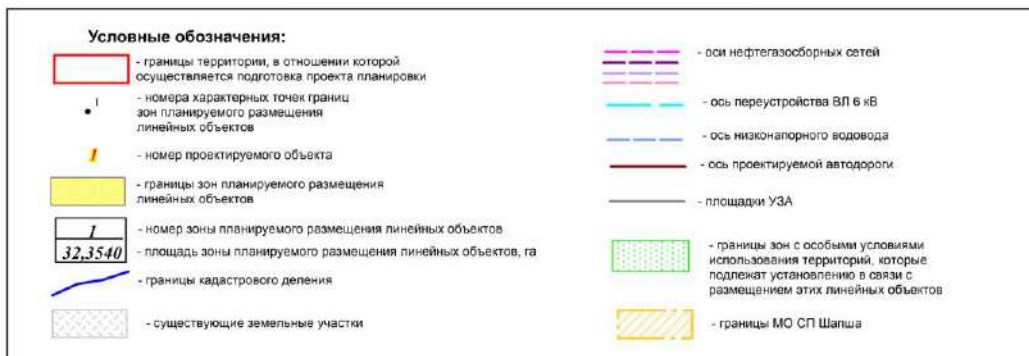 Условные обозначения:
- границы территории, в отношении которой
осуществляется подготовка проекта планировки
1
- номера характерных точек границ
зон планируемого размещения
линейных объектов
1
- номер проектируемого объекта
- границы зон планируемого размещения
линейных объектов
1
- номер зоны планируемого размещения линейных объектов
32,3540
- площадь зоны планируемого размещения линейных объектов, га
- границы кадастрового деления
- существующие земельные участки
- оси нефтегазосборных сетей
- ось переустройства ВЛ 6 кВ
- ось низконапорного водовода
- ось проектируемой автодороги
- площадки УЗА
- границы зон с особыми условиями
использования территорий, которые
подлежат установлению в связи с
размещением этих линейных объектов
- границы МО СП Шапша